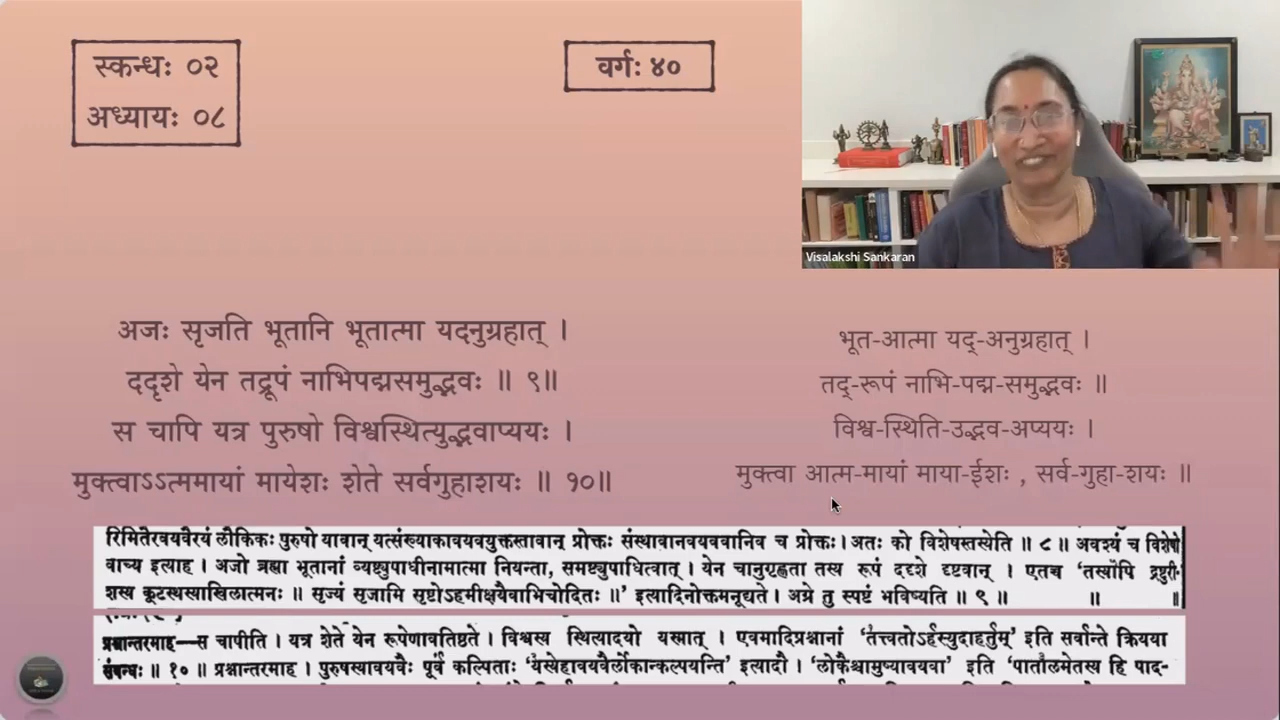 स्कन्धः ०२
अध्यायः ०८
वर्गः ४०
Visalakshi Sankaran
अजः सृजति भूतानि भूतात्मा यदनुग्रहात् ।
ददृशे येन तद्रूपं नाभिपद्मसमुद्भवः ॥ ९॥
स चापि यत्र पुरुषो विश्वस्थित्युद्भवाप्ययः ।
मुक्त्वाऽऽत्ममायां मायेशः शेते सर्वगुहाशयः ॥ १०॥
भूत-आत्मा यद्-अनुग्रहात् ।
तद्-रूपं नाभि-पद्म-समुद्भवः ॥
विश्व-स्थिति-उद्भव-अप्ययः ।
मुक्त्वा आत्म-मायां माया-ईशः , सर्व-गुहा-शयः ॥
रिमितैरवयवैरयं लौकिकः पुरुषो यावान् यत्संख्याकावयवयुक्तस्तावान् प्रोक्तः संस्थावानवयववानिव च प्रोक्तः। अतः को विशेषस्तस्येति ॥ ८ ॥ अवश्यं च विशेषो
वाच्य इत्याह । अजो ब्रह्मा भूतानां व्यष्ट्युपाधीनामात्मा नियन्ता, समष्ट्युपाधित्वात् । येन चानुगृह्णता तस्य रूपं ददृशे दृष्टवान् । एतच्च 'तस्यापि द्रष्टुरी-
शस्य कूटस्थस्याखिलात्मनः ॥ सृज्यं सृजामि सृष्टोऽहमीक्षयैवाभिचोदितः ॥' इत्यादिनोक्तमनूद्यते । अग्रे तु स्पष्टं भविष्यति ॥ ९ ॥ ॥ ॥
प्रश्नान्तरमाह—स चापीति । यत्र शेते येन रूपेणावतिष्ठते । विश्वस्य स्थित्यादयो यस्मात् । एवमादिप्रश्नानां 'तत्त्वतोऽर्हस्युदाहर्तुम्' इति सर्वान्ते क्रियया
संबन्धः ॥ १० ॥ प्रश्नान्तरमाह । पुरुषस्यावयवैः पूर्वं कल्पिताः 'यस्येहावयवैर्लोकान्कल्पयन्ति' इत्यादौ । 'लोकैश्चामुष्यावयवा' इति 'पातालमेतस्य हि पाद-